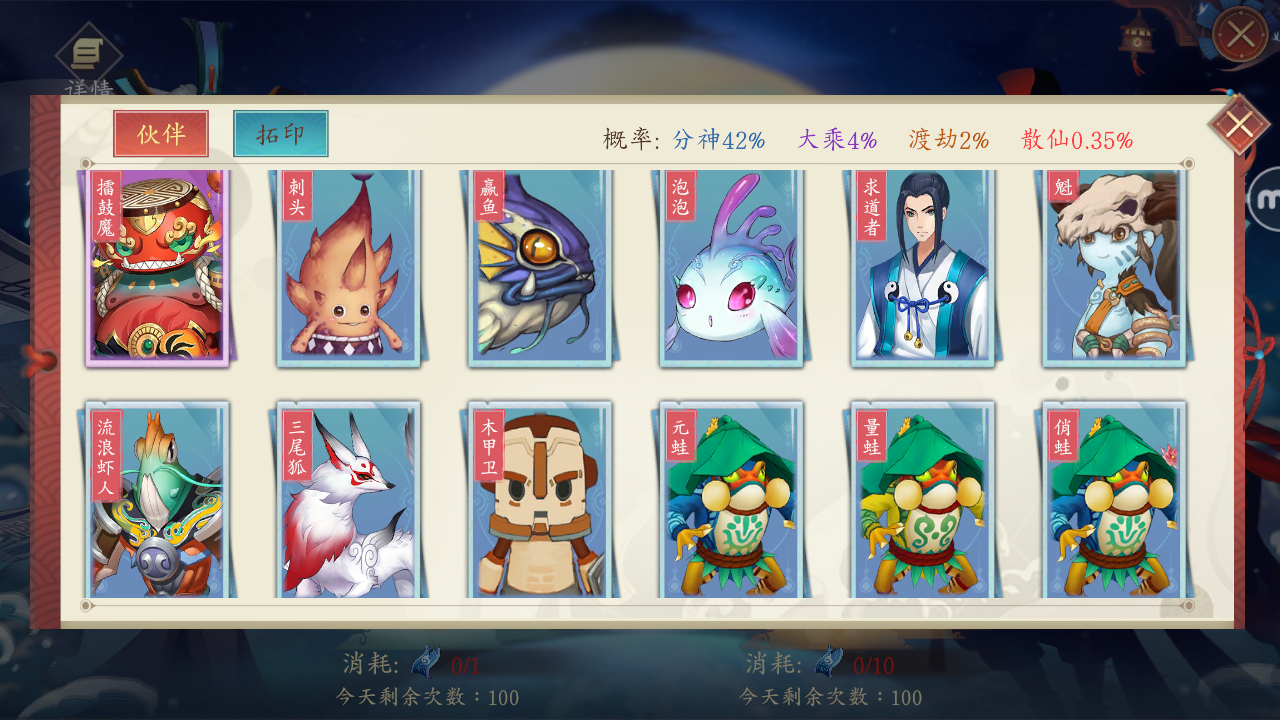 详情
伙伴
拓印
概率: 分神42% 大乘4% 渡劫2% 散仙0.35%
擂鼓魔
刺头
赢鱼
泡泡
求道者
魁
流浪虾人
三尾狐
木甲卫
元蛙
量蛙
俏蛙
消耗: 0/1
消耗: 0/10
今天剩余次数：100
今天剩余次数：100